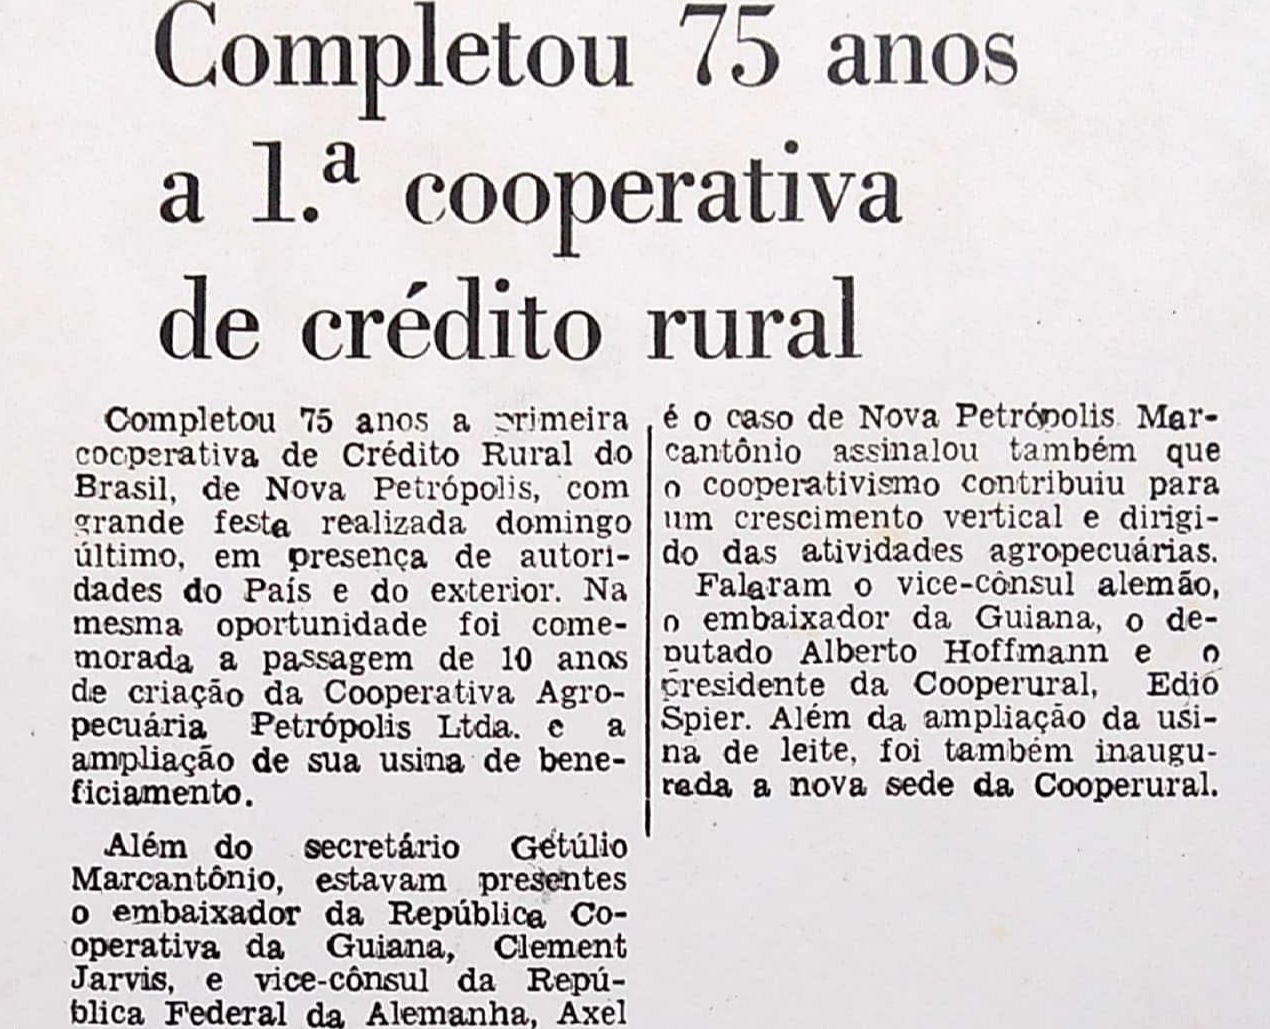 Completou 75 anos
a 1.ª cooperativa
de crédito rural
Completou 75 anos a primeira
cooperativa de Crédito Rural do
Brasil, de Nova Petrópolis, com
grande festa realizada domingo
último, em presença de autori-
dades do País e do exterior. Na
mesma oportunidade foi come-
morada a passagem de 10 anos
de criação da Cooperativa Agro-
pecuária Petrópolis Ltda. e a
ampliação de sua usina de bene-
ficiamento.
Além do secretário Getúlio
Marcantônio, estavam presentes
o embaixador da República Co-
operativa da Guiana, Clement
Jarvis, e vice-cônsul da Repú-
blica Federal da Alemanha, Axel
é o caso de Nova Petrópolis. Mar-
cantônio assinalou também que
o cooperativismo contribuiu para
um crescimento vertical e dirigi-
do das atividades agropecuárias.
Falaram o vice-cônsul alemão,
o embaixador da Guiana, o de-
putado Alberto Hoffmann e o
presidente da Cooperural, Edio
Spier. Além da ampliação da usi-
na de leite, foi também inaugu-
rada a nova sede da Cooperural.